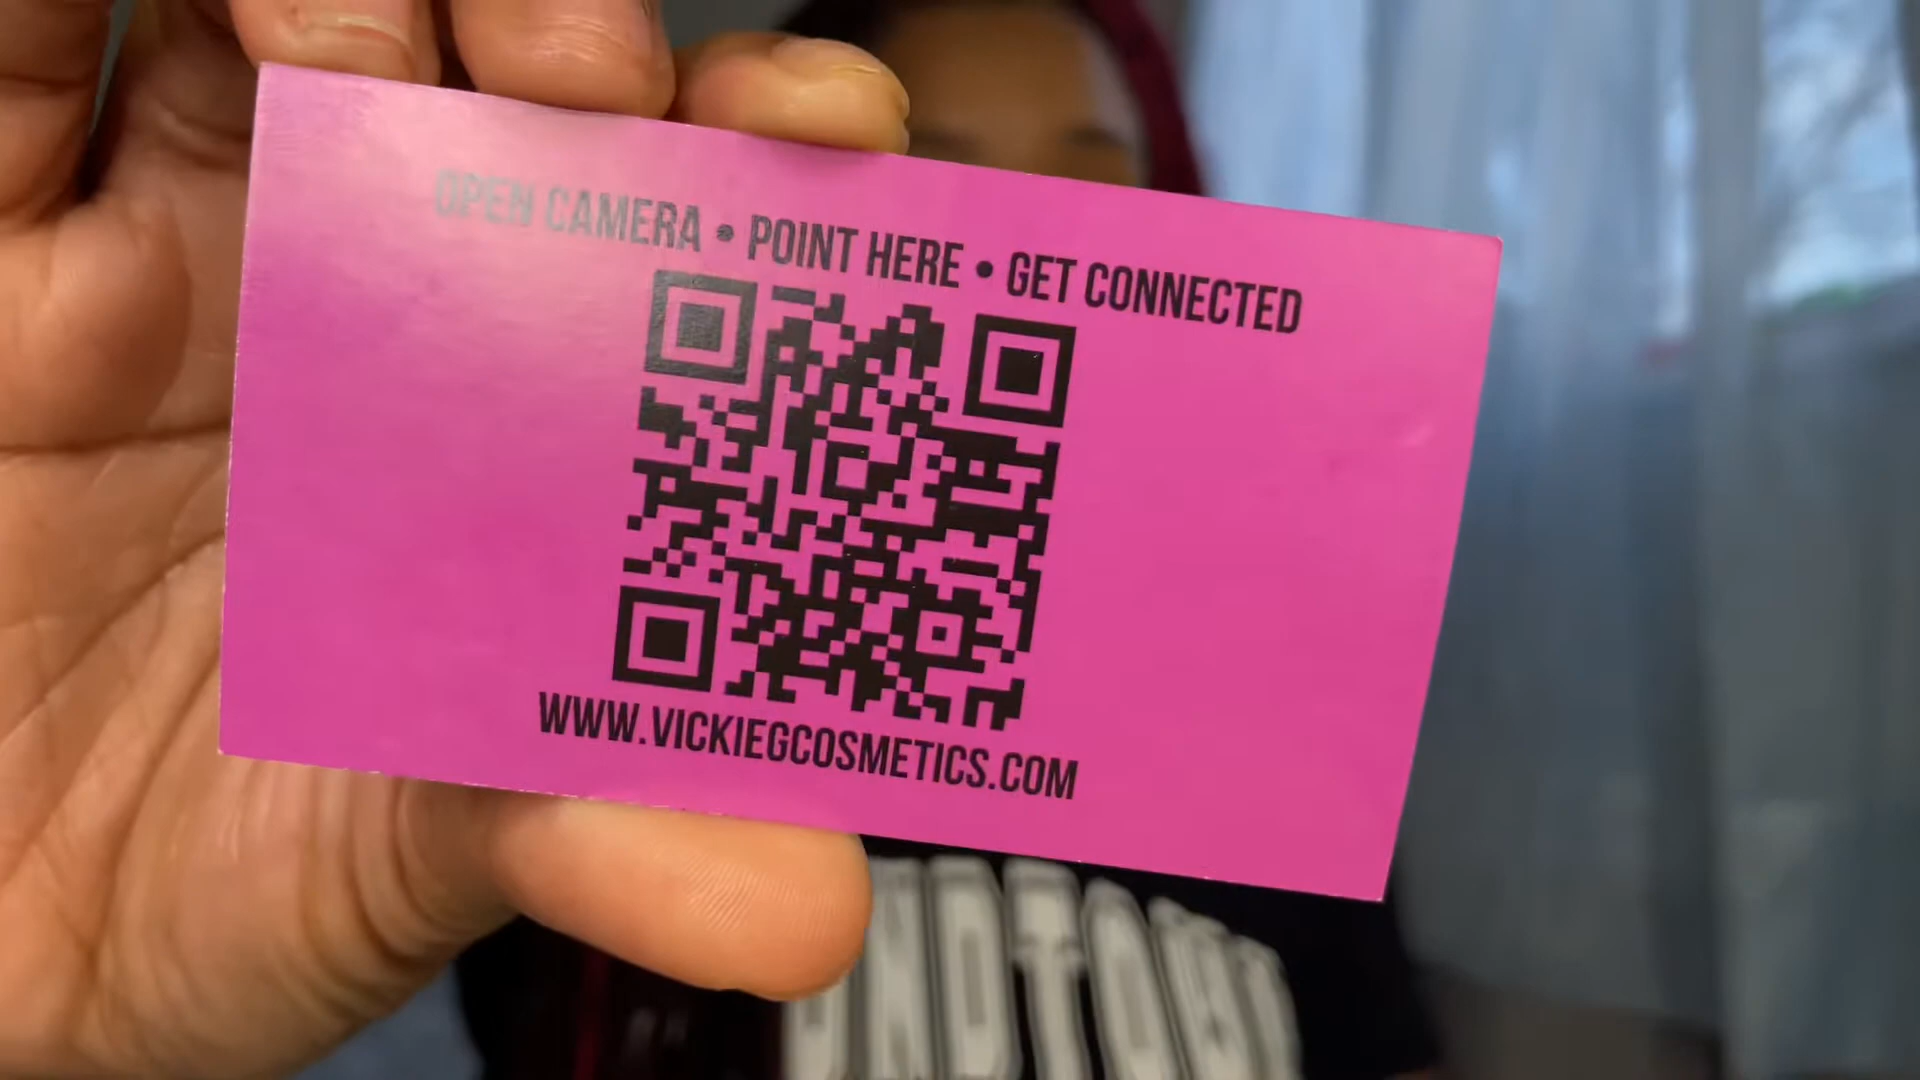 OPEN CAMERA • POINT HERE • GET CONNECTED
WWW.VICKIEGCOSMETICS.COM